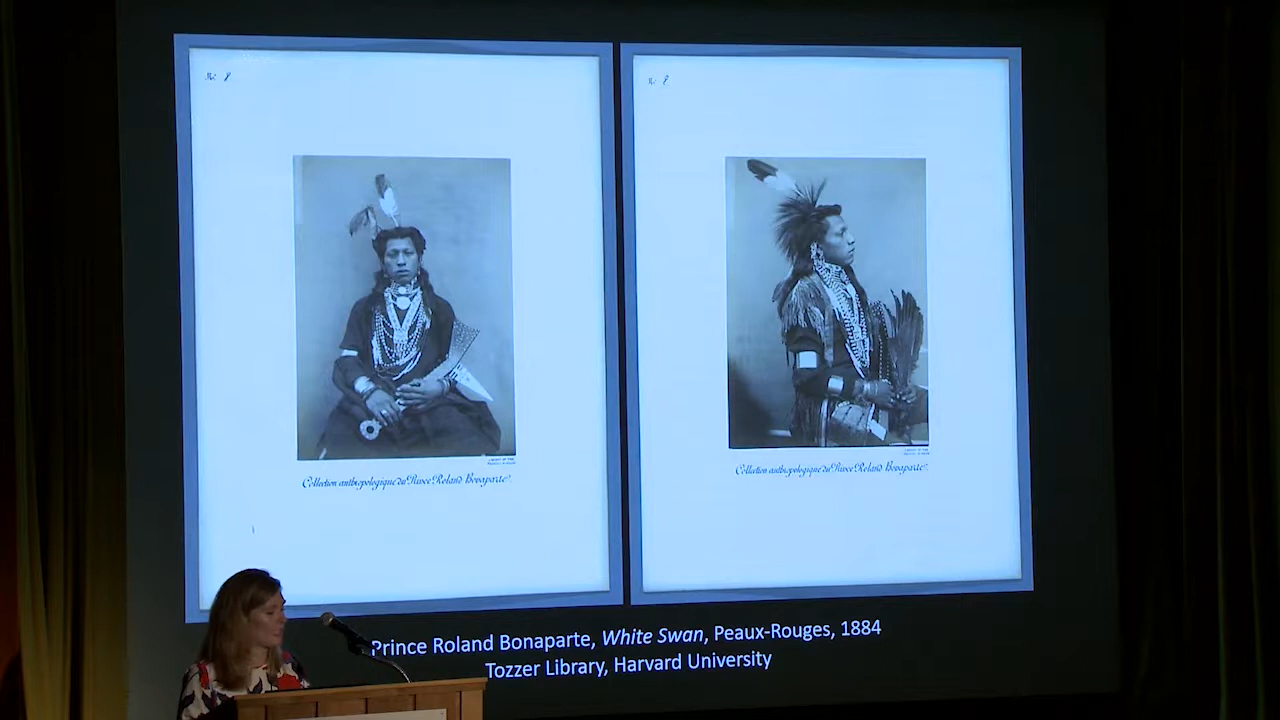 Collection anthropologique du Prince Roland Bonaparte.
Collection anthropologique du Prince Roland Bonaparte.
Prince Roland Bonaparte, White Swan, Peaux-Rouges, 1884
Tozzer Library, Harvard University